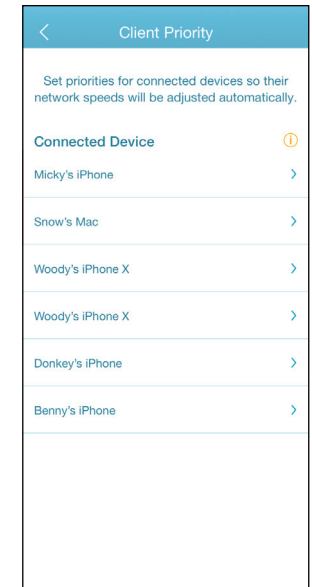 Client Priority
Set priorities for connected devices so their
network speeds will be adjusted automatically.
Connected Device
Micky's iPhone
Snow's Mac
Woody's iPhone X
Woody's iPhone X
Donkey's iPhone
Benny's iPhone